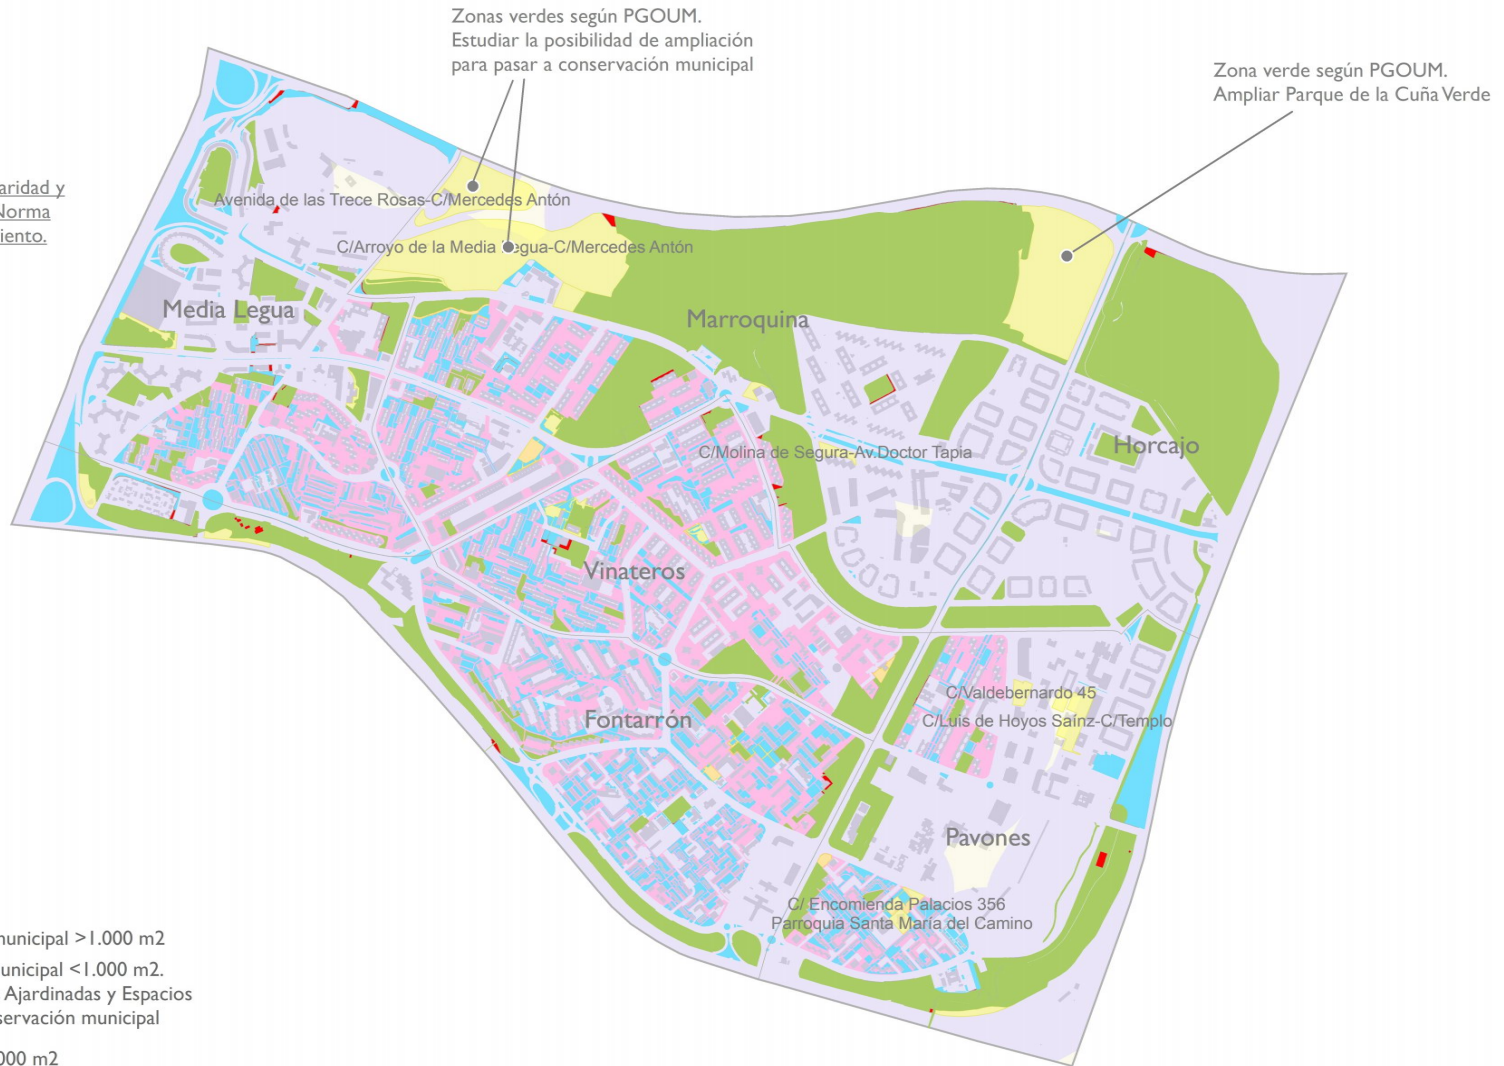 Zonas verdes según PGOUM.
Estudiar la posibilidad de ampliación
para pasar a conservación municipal
Zona verde según PGOUM.
Ampliar Parque de la Cuña Verde
aridad y
Norma
iento.
Avenida de las Trece Rosas-C/Mercedes Antón
C/Arroyo de la Media Legua-C/Mercedes Antón
Media Legua
Marroquina
Horcajo
C/Molina de Segura-Av.Doctor Tapia
Vinateros
C/Valdebernardo 45
Fontarrón
C/Luis de Hoyos Saínz-C/Templo
Pavones
C/ Encomienda Palacios 356
Parroquia Santa María del Camino
municipal >1.000 m2
unicipal <1.000 m2.
Ajardinadas y Espacios
servación municipal
000 m2